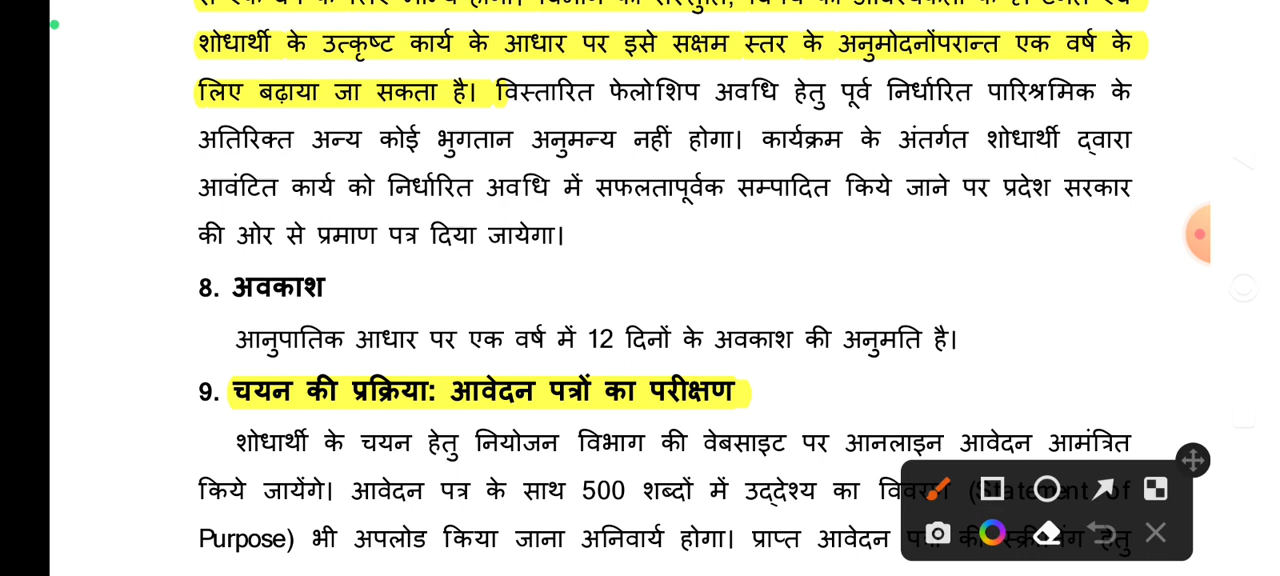 शोधार्थी के उत्कृष्ट कार्य के आधार पर इसे सक्षम स्तर के अनुमोदनोंपरान्त एक वर्ष के
लिए बढ़ाया जा सकता है। विस्तारित फेलोशिप अवधि हेतु पूर्व निर्धारित पारिश्रमिक के
अतिरिक्त अन्य कोई भुगतान अनुमन्य नहीं होगा। कार्यक्रम के अंतर्गत शोधार्थी द्वारा
आवंटित कार्य को निर्धारित अवधि में सफलतापूर्वक सम्पादित किये जाने पर प्रदेश सरकार
की ओर से प्रमाण पत्र दिया जायेगा।
8. अवकाश
आनुपातिक आधार पर एक वर्ष में 12 दिनों के अवकाश की अनुमति है।
9. चयन की प्रक्रिया: आवेदन पत्रों का परीक्षण
शोधार्थी के चयन हेतु नियोजन विभाग की वेबसाइट पर आनलाइन आवेदन आमंत्रित
किये जायेंगे। आवेदन पत्र के साथ 500 शब्दों में उद्देश्य का विवरण (Statement of
Purpose) भी अपलोड किया जाना अनिवार्य होगा। प्राप्त आवेदन पत्रों की स्क्रीनिंग हेतु